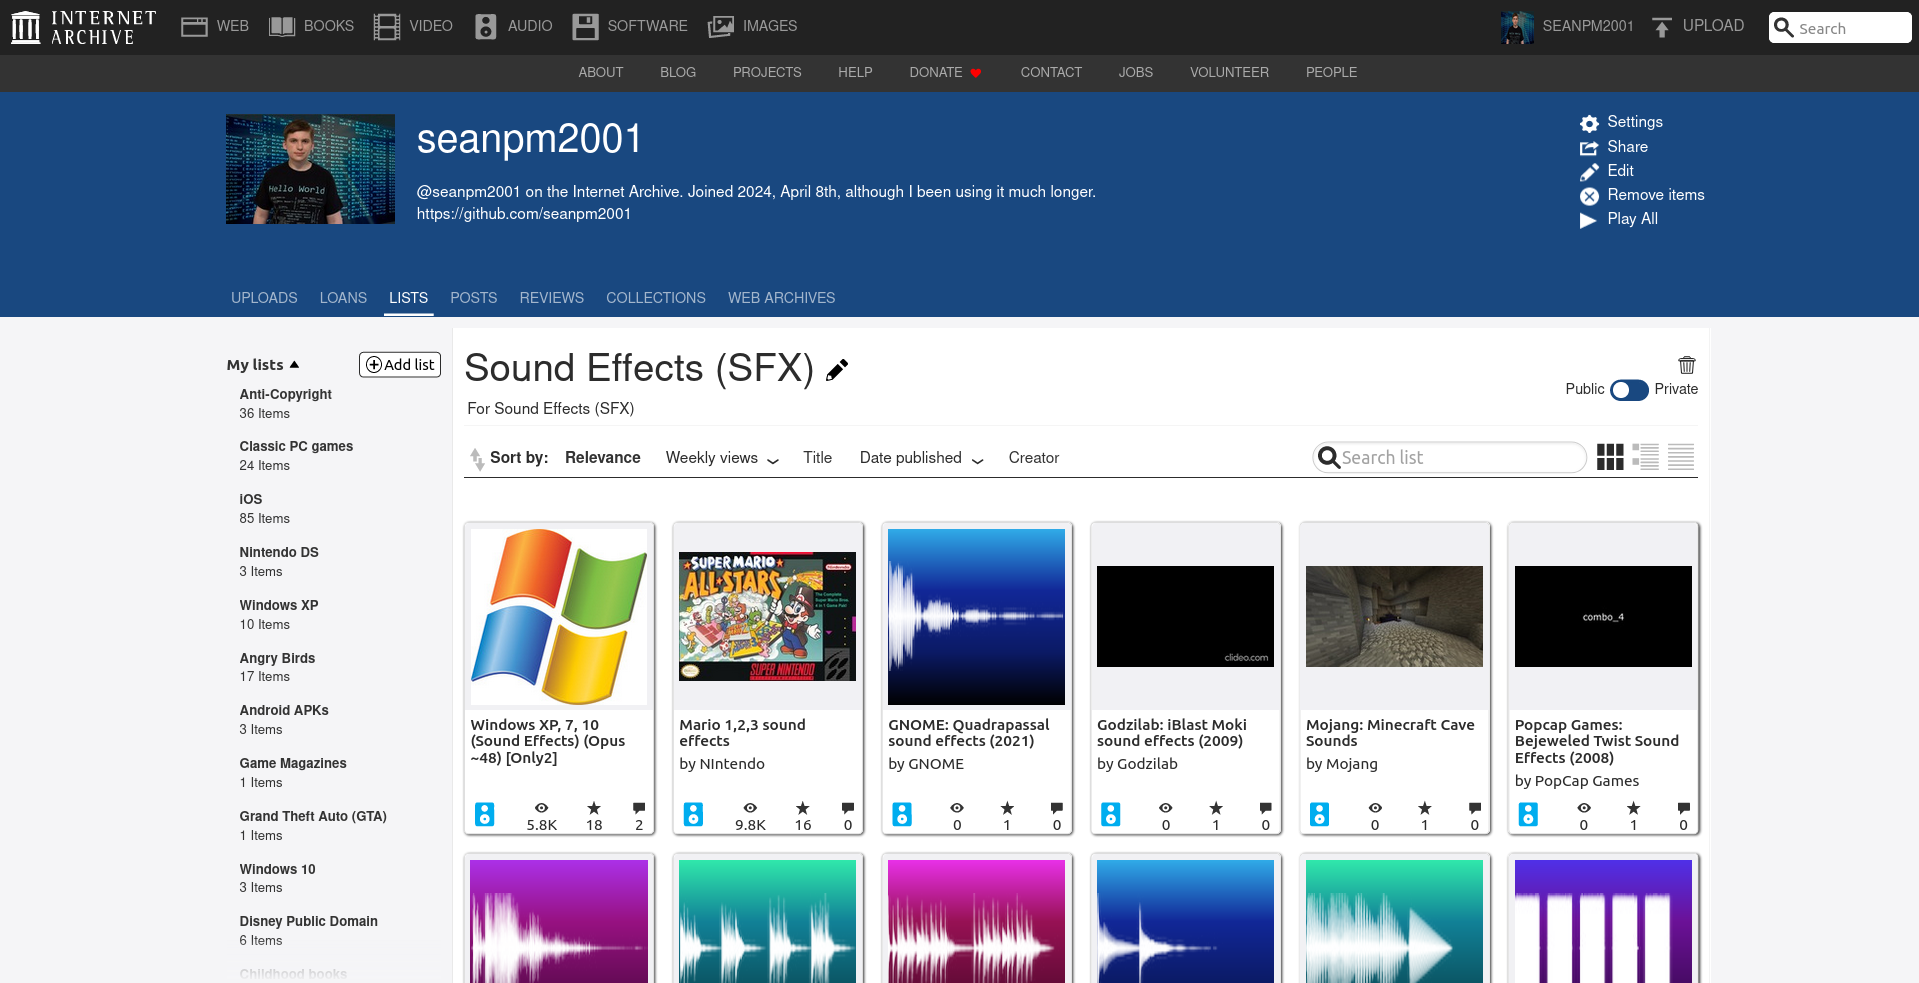 INTERNET ARCHIVE
WEB BOOKS VIDEO AUDIO SOFTWARE IMAGES
SEANPM2001 UPLOAD Search
ABOUT BLOG PROJECTS HELP DONATE CONTACT JOBS VOLUNTEER PEOPLE
seanpm2001
@seanpm2001 on the Internet Archive. Joined 2024, April 8th, although I been using it much longer.
https://github.com/seanpm2001
Hello World
Settings
Share
Edit
Remove items
Play All
UPLOADS LOANS LISTS POSTS REVIEWS COLLECTIONS WEB ARCHIVES
My lists Add list
Anti-Copyright
36 Items
Classic PC games
24 Items
iOS
85 Items
Nintendo DS
3 Items
Windows XP
10 Items
Angry Birds
17 Items
Android APKs
3 Items
Game Magazines
1 Items
Grand Theft Auto (GTA)
1 Items
Windows 10
3 Items
Disney Public Domain
6 Items
Childhood books
Sound Effects (SFX)
For Sound Effects (SFX)
Public Private
Sort by: Relevance Weekly views Title Date published Creator
Search list
Windows XP, 7, 10
(Sound Effects) (Opus
~48) [Only2]
5.8K 18 2
SUPER MARIO
ALL-STARS
Nintendo
SUPER NINTENDO
Mario 1,2,3 sound
effects
by NIntendo
9.8K 16 0
GNOME: Quadrapassal
sound effects (2021)
by GNOME
0 1 0
clideo.com
Godzilab: iBlast Moki
sound effects (2009)
by Godzilab
0 1 0
Mojang: Minecraft Cave
Sounds
by Mojang
0 1 0
combo_4
Popcap Games:
Bejeweled Twist Sound
Effects (2008)
by PopCap Games
0 1 0